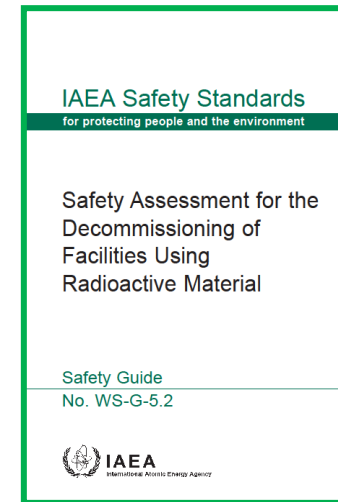 IAEA Safety Standards
for protecting people and the environment
Safety Assessment for the
Decommissioning of
Facilities Using
Radioactive Material
Safety Guide
No. WS-G-5.2
IAEA
International Atomic Energy Agency